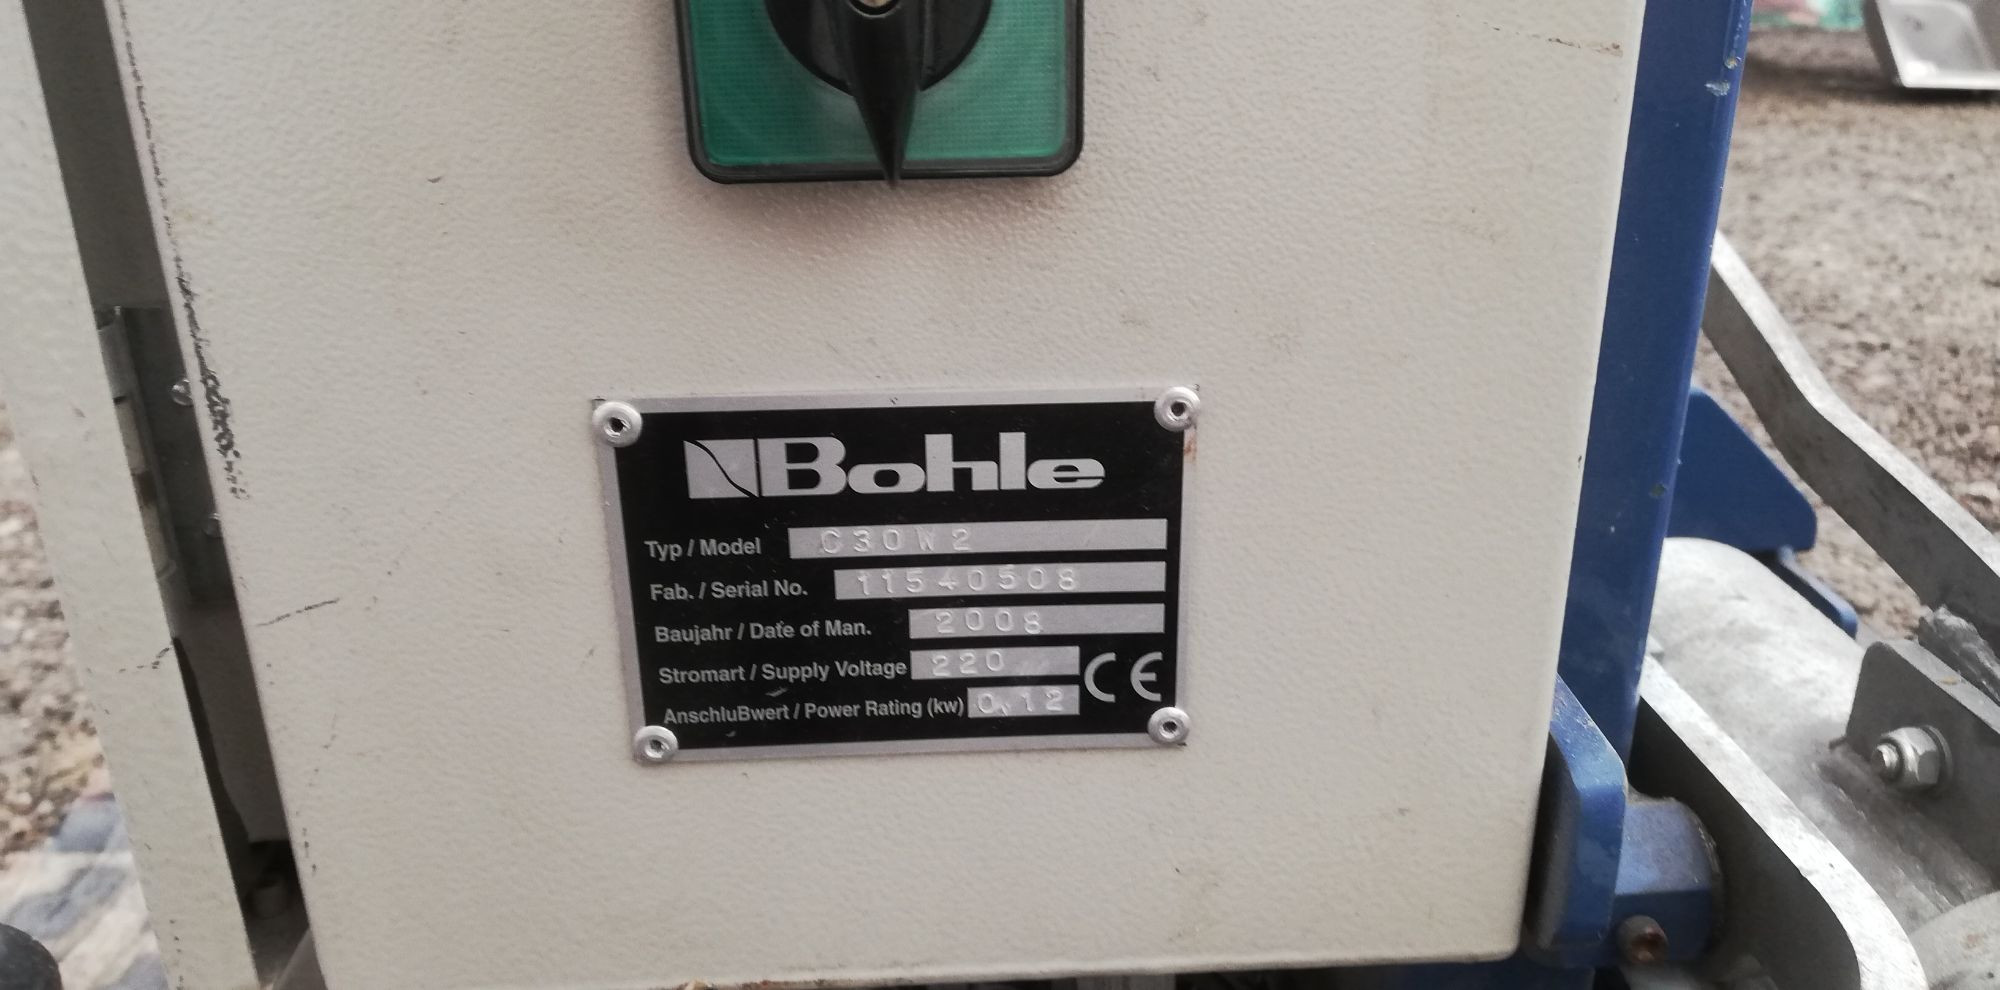 Bohle
Typ / Model C30W2
Fab. / Serial No. 11540508
Baujahr / Date of Man. 2008
Stromart / Supply Voltage 220
AnschluBwert / Power Rating (kw) 0.12
CE